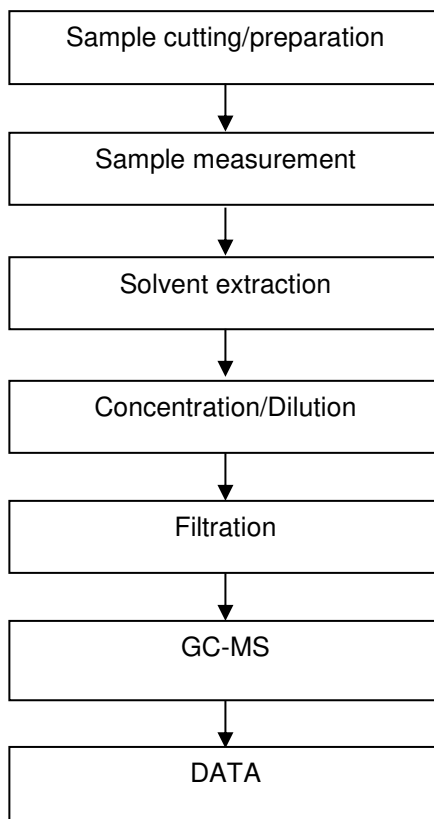 Sample cutting/preparation
Sample measurement
Solvent extraction
Concentration/Dilution
Filtration
GC-MS
DATA